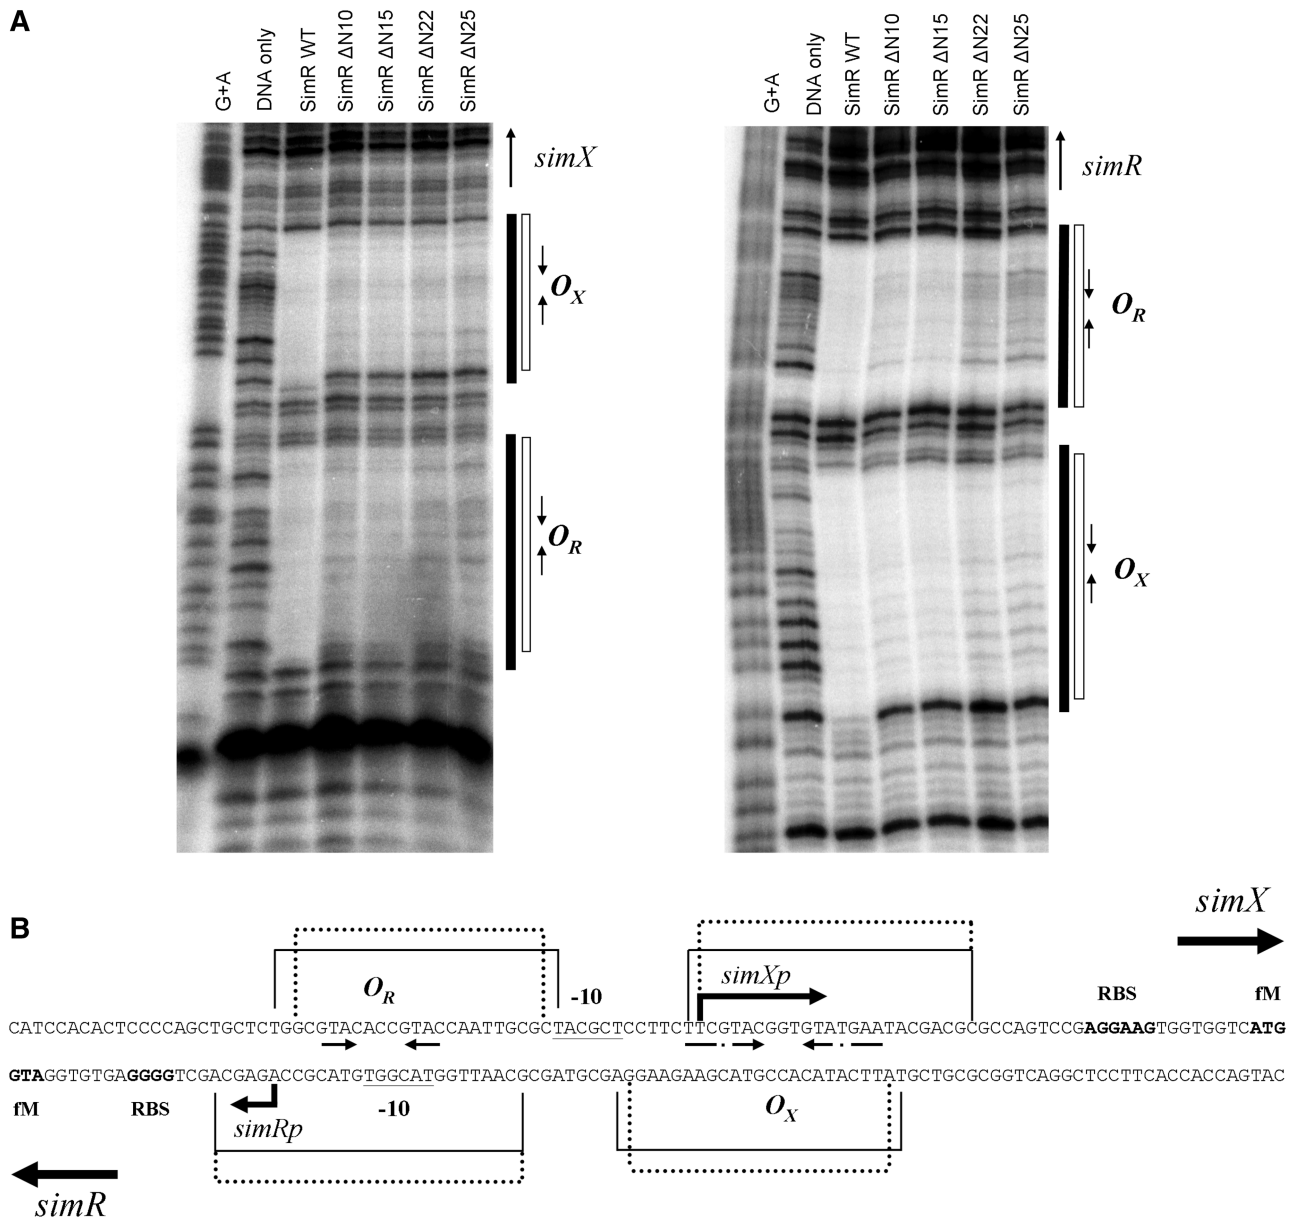 A
G+A
DNA only
SimR WT
SimR ΔN10
SimR ΔN15
SimR ΔN22
SimR ΔN25
simX
OX
OR
G+A
DNA only
SimR WT
SimR ΔN10
SimR ΔN15
SimR ΔN22
SimR ΔN25
simR
OR
OX
B
simX
OR
-10
simXp
RBS
fM
CATCCACACTCCCCAGCTGCTCTGGCGTACACCGTACCAATTGCGCTACGCTCCTTCTTCGTACGGTGTATGAATACGACGCGCCAGTCCGAGGAAGTGGTGGTCATG
GTAGGTGTGAGGGGTCGACGAGACCGCATGTGGCATGGTTAACGCGATGCGAGGAAGAAGCATGCCACATACTTATGCTGCGCGGTCAGGCTCCTTCACCACCAGTAC
fM
RBS
simRp
-10
OX
simR